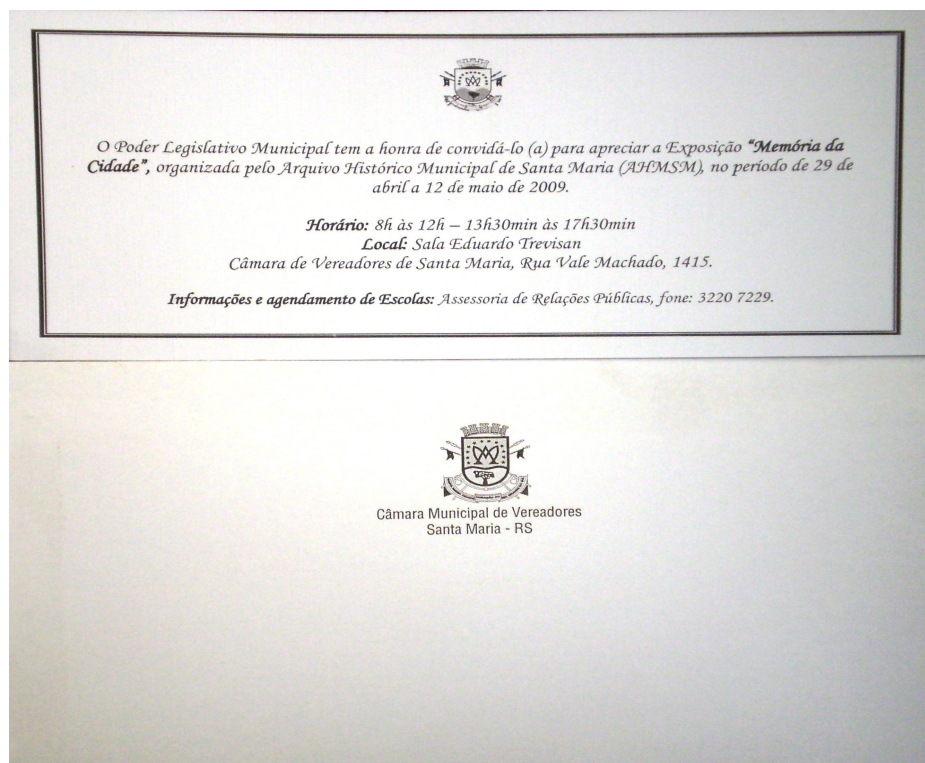 O Poder Legislativo Municipal tem a honra de convidá-lo (a) para apreciar a Exposição "Memória da
Cidade", organizada pelo Arquivo Histórico Municipal de Santa Maria (AHMSM), no período de 29 de
abril a 12 de maio de 2009.
Horário: 8h às 12h – 13h30min às 17h30min
Local: Sala Eduardo Trevisan
Câmara de Vereadores de Santa Maria, Rua Vale Machado, 1415.
Informações e agendamento de Escolas: Assessoria de Relações Públicas, fone: 3220 7229.
Câmara Municipal de Vereadores
Santa Maria - RS